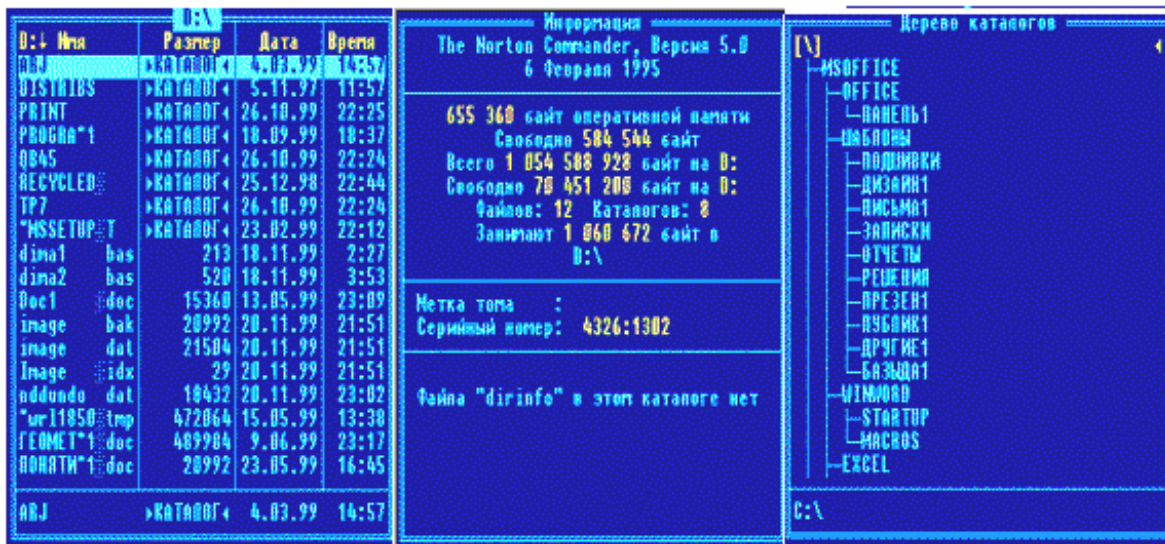 D:\
D:↓ Имя Размер Дата Время
ARJ ►КАТАЛОГ◄ 4.03.99 14:57
DISTRIBS ►КАТАЛОГ◄ 5.11.97 11:57
PRINT ►КАТАЛОГ◄ 26.10.99 22:25
PROGRA~1 ►КАТАЛОГ◄ 18.09.99 18:37
QB45 ►КАТАЛОГ◄ 26.10.99 22:24
RECYCLED ►КАТАЛОГ◄ 25.12.98 22:44
TP7 ►КАТАЛОГ◄ 26.10.99 22:24
~MSSETUP T ►КАТАЛОГ◄ 23.02.99 22:12
dima1 bas 213 18.11.99 2:27
dima2 bas 520 18.11.99 3:53
Doc1 doc 15360 13.05.99 23:09
image bak 20992 20.11.99 21:51
image dat 21504 20.11.99 21:51
Image idx 29 20.11.99 21:51
nddundo dat 18432 20.11.99 23:02
~wrl1850 tmp 472064 15.05.99 13:38
ГЕОМЕТ~1 doc 489984 9.06.99 23:17
ПОНЯТИ~1 doc 20992 23.05.99 16:45
ARJ ►КАТАЛОГ◄ 4.03.99 14:57
Информация
The Norton Commander, Версия 5.0
6 Февраля 1995
655 360 байт оперативной памяти
Свободно 584 544 байт
Всего 1 054 588 928 байт на D:
Свободно 70 451 200 байт на D:
Файлов: 12 Каталогов: 8
Занимают 1 060 672 байт в
D:\
Метка тома :
Серийный номер: 4326:1302
Файла "dirinfo" в этом каталоге нет
Дерево каталогов
[\]
MSOFFICE
OFFICE
ПАНЕЛЬ1
ШАБЛОНЫ
ПОДШИВКИ
ДИЗАЙН1
ПИСЬМА1
ЗАПИСКИ
ОТЧЕТЫ
РЕШЕНИЯ
ПРЕЗЕН1
ПУБЛИК1
ДРУГИЕ1
БАЗЫДА1
WINWORD
STARTUP
MACROS
EXCEL
C:\